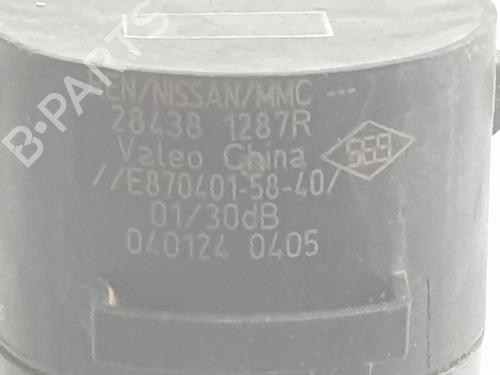 B-PARTS
EN/NISSAN/MMC ---
28438 1287R
Valeo China
//E870401-58-40/
01/30dB
040124 0405